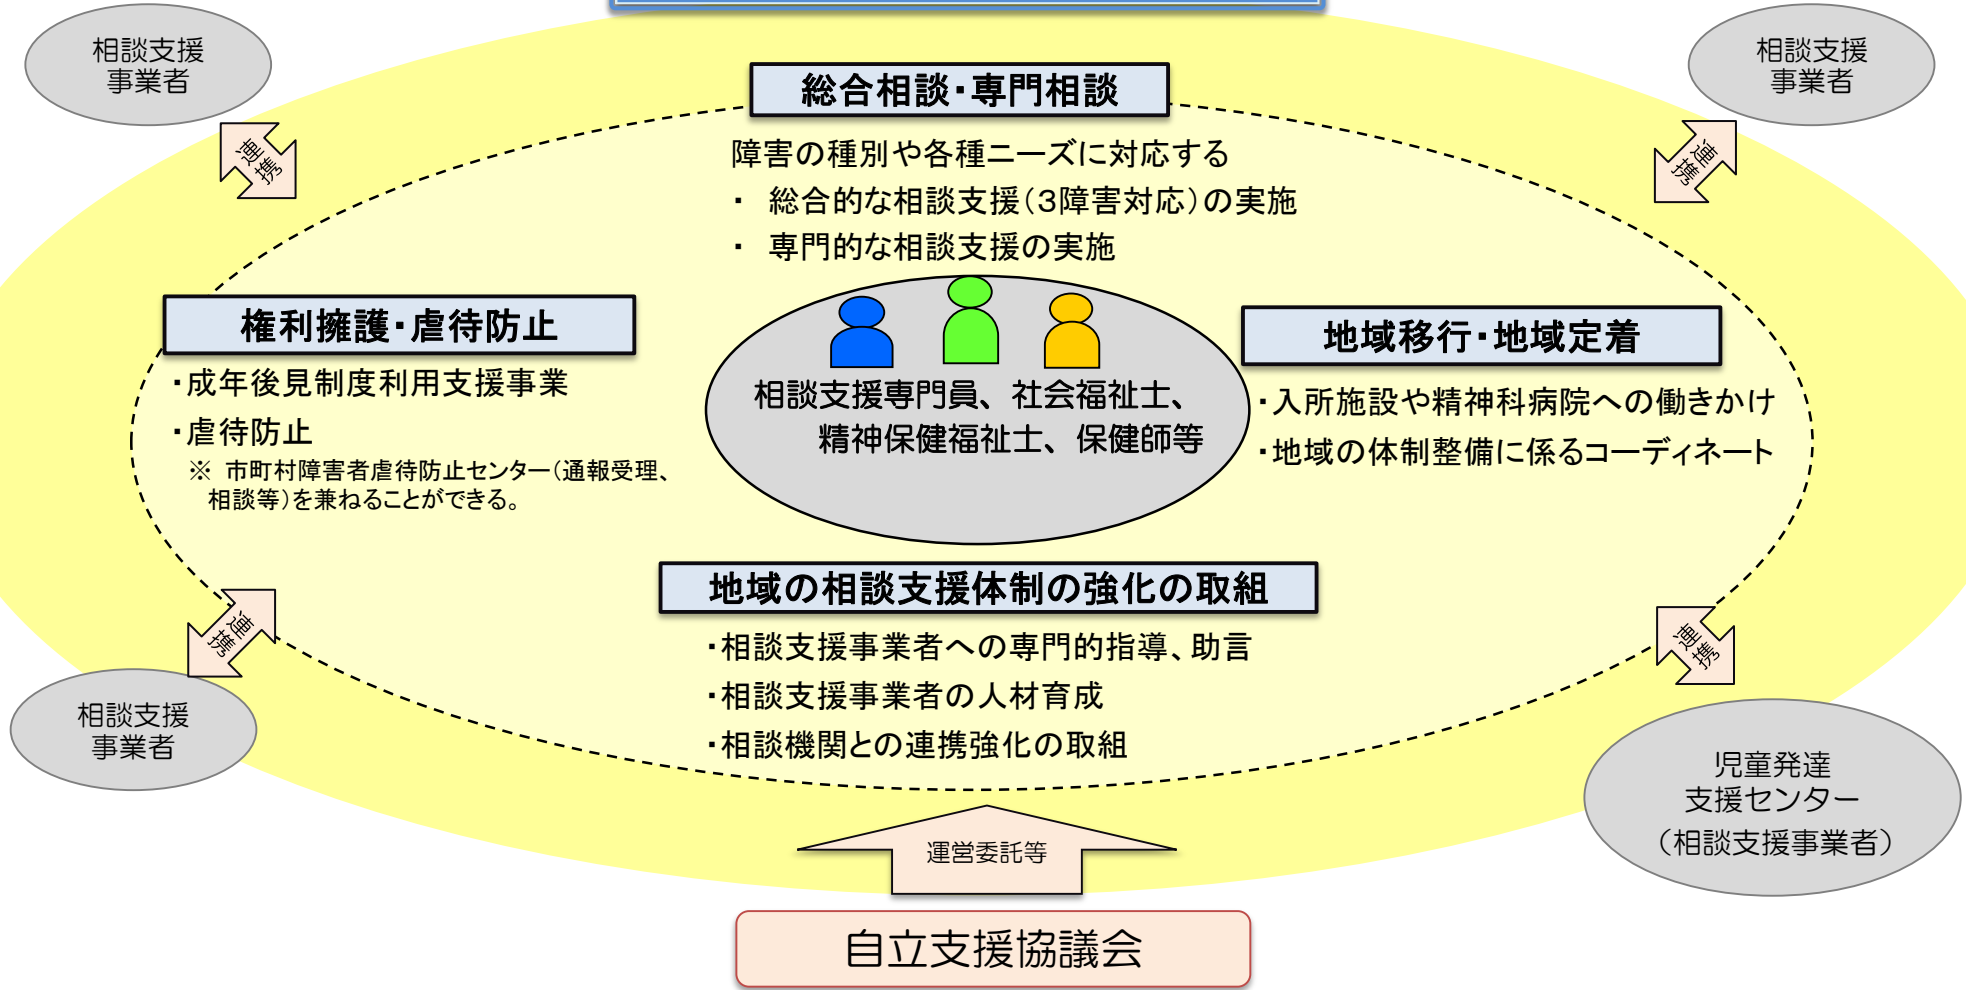 相談支援
事業者
相談支援
事業者
連携
連携
総合相談・専門相談
障害の種別や各種ニーズに対応する
・ 総合的な相談支援(３障害対応)の実施
・ 専門的な相談支援の実施
権利擁護・虐待防止
・成年後見制度利用支援事業
・虐待防止
※ 市町村障害者虐待防止センター(通報受理、
相談等)を兼ねることができる。
相談支援専門員、社会福祉士、
精神保健福祉士、保健師等
地域移行・地域定着
・入所施設や精神科病院への働きかけ
・地域の体制整備に係るコーディネート
地域の相談支援体制の強化の取組
・相談支援事業者への専門的指導、助言
・相談支援事業者の人材育成
・相談機関との連携強化の取組
連携
連携
相談支援
事業者
児童発達
支援センター
（相談支援事業者）
運営委託等
自立支援協議会